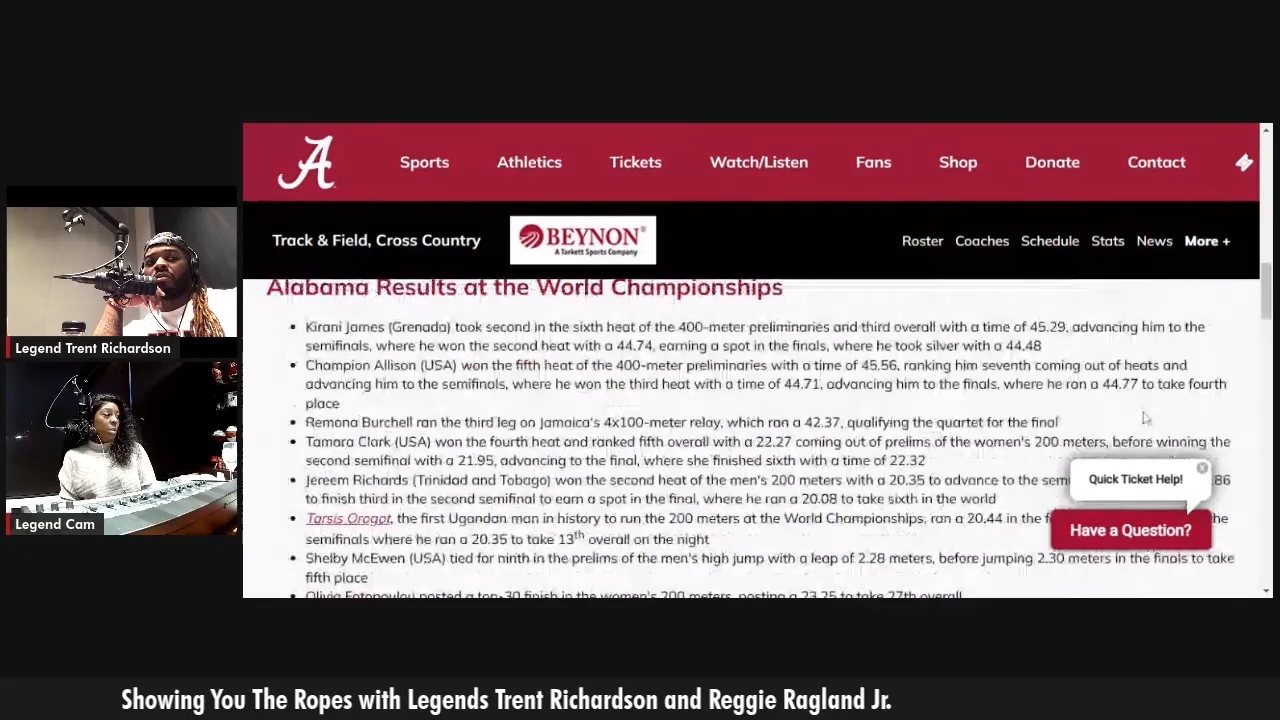 A
Sports
Athletics
Tickets
Watch/Listen
Fans
Shop
Donate
Contact
Track & Field, Cross Country
BEYNON
A Tarkett Sports Company
Roster
Coaches
Schedule
Stats
News
More +
Alabama Results at the World Championships
Kirani James (Grenada) took second in the sixth heat of the 400-meter preliminaries and third overall with a time of 45.29, advancing him to the
semifinals, where he won the second heat with a 44.74, earning a spot in the finals, where he took silver with a 44.48
Champion Allison (USA) won the fifth heat of the 400-meter preliminaries with a time of 45.56, ranking him seventh coming out of heats and
advancing him to the semifinals, where he won the third heat with a time of 44.71, advancing him to the finals, where he ran a 44.77 to take fourth
place
Remona Burchell ran the third leg on Jamaica's 4x100-meter relay, which ran a 42.37, qualifying the quartet for the final
Tamara Clark (USA) won the fourth heat and ranked fifth overall with a 22.27 coming out of prelims of the women's 200 meters, before winning the
second semifinal with a 21.95, advancing to the final, where she finished sixth with a time of 22.32
Jereem Richards (Trinidad and Tobago) won the second heat of the men's 200 meters with a 20.35 to advance to the sem .86
to finish third in the second semifinal to earn a spot in the final, where he ran a 20.08 to take sixth in the world
Tarsis Orogot, the first Ugandan man in history to run the 200 meters at the World Championships, ran a 20.44 in the f he
semifinals where he ran a 20.35 to take 13th overall on the night
Shelby McEwen (USA) tied for ninth in the prelims of the men's high jump with a leap of 2.28 meters, before jumping 2.30 meters in the finals to take
fifth place
Olivia Fotopoulou posted a top-30 finish in the women's 200 meters, posting a 23.25 to take 27th overall
Quick Ticket Help!
Have a Question?
Legend Trent Richardson
Legend Cam
Showing You The Ropes with Legends Trent Richardson and Reggie Ragland Jr.